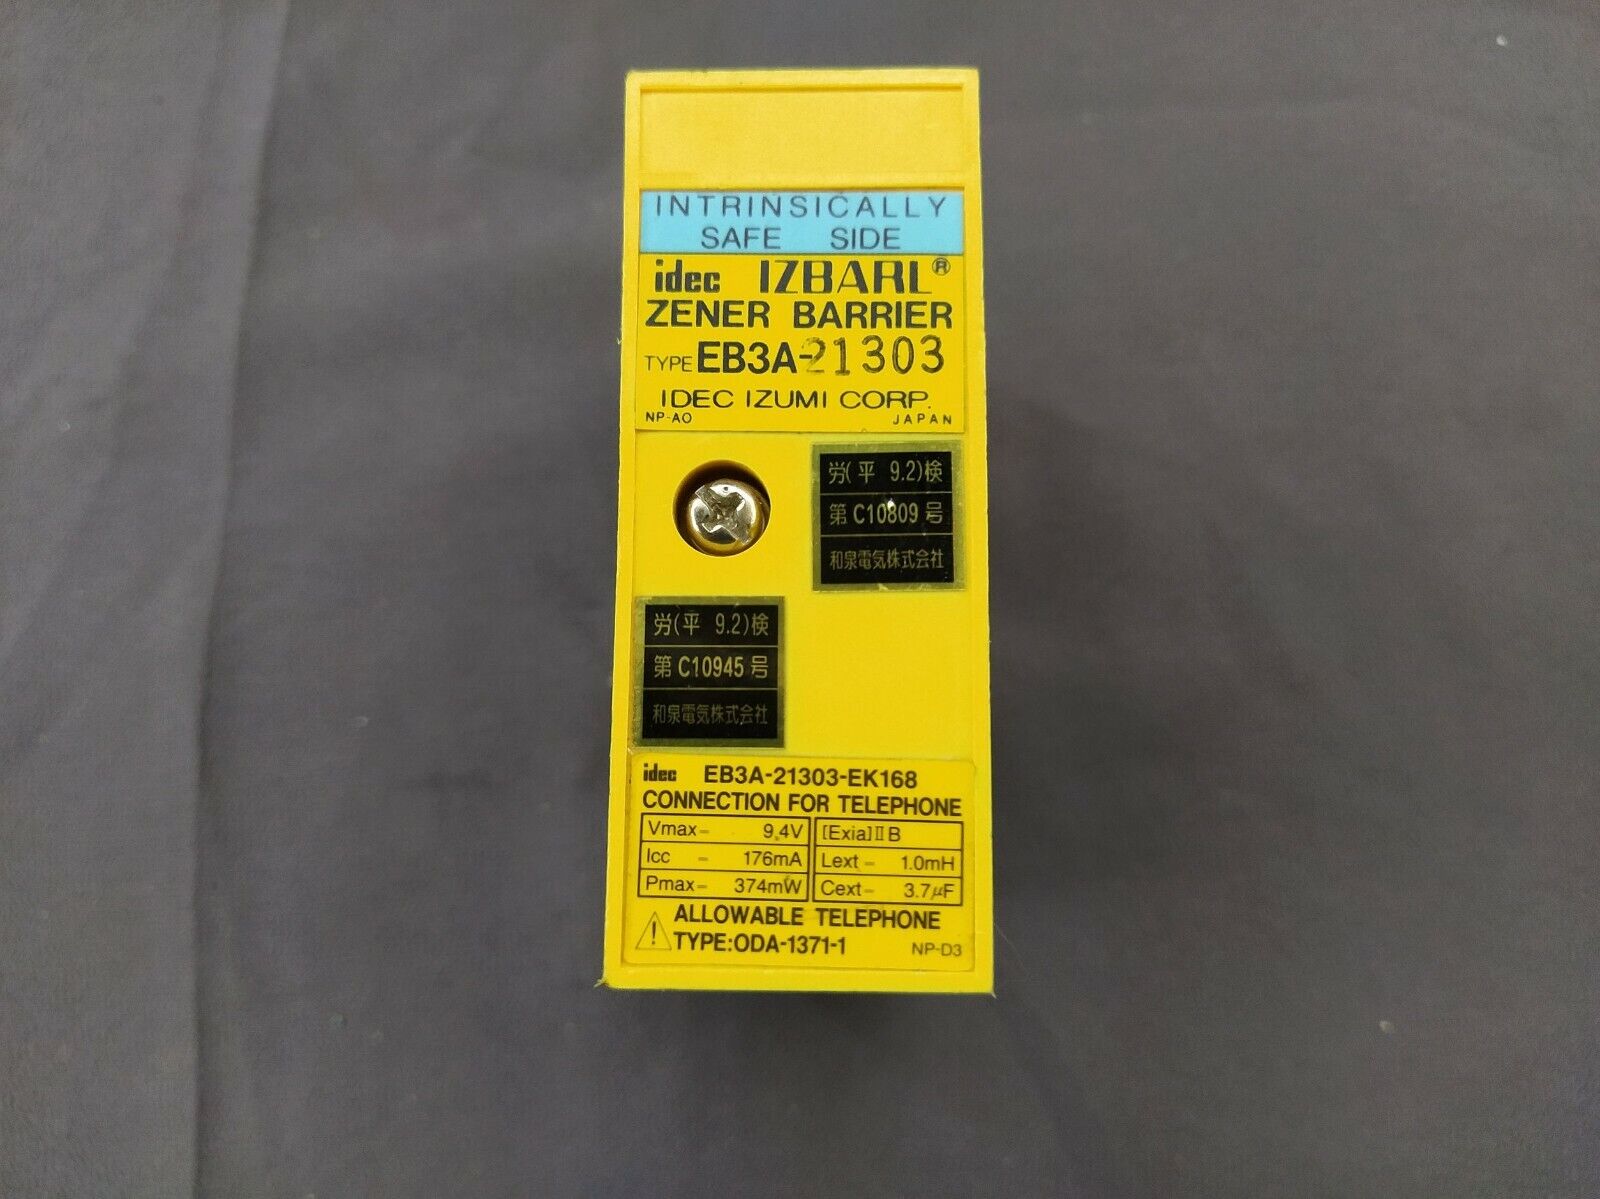 INTRINSICALLY
SAFE SIDE
idec IZBARL®
ZENER BARRIER
TYPE EB3A-21303
IDEC IZUMI CORP.
NP-AO JAPAN
労(平 9.2)検
第 C10809 号
和泉電気株式会社
労(平 9.2)検
第 C10945 号
和泉電気株式会社
idec EB3A-21303-EK168
CONNECTION FOR TELEPHONE
Vmax= 9.4V [Exia]ⅡB
Icc = 176mA Lext = 1.0mH
Pmax= 374mW Cext = 3.7μF
ALLOWABLE TELEPHONE
TYPE:ODA-1371-1 NP-D3